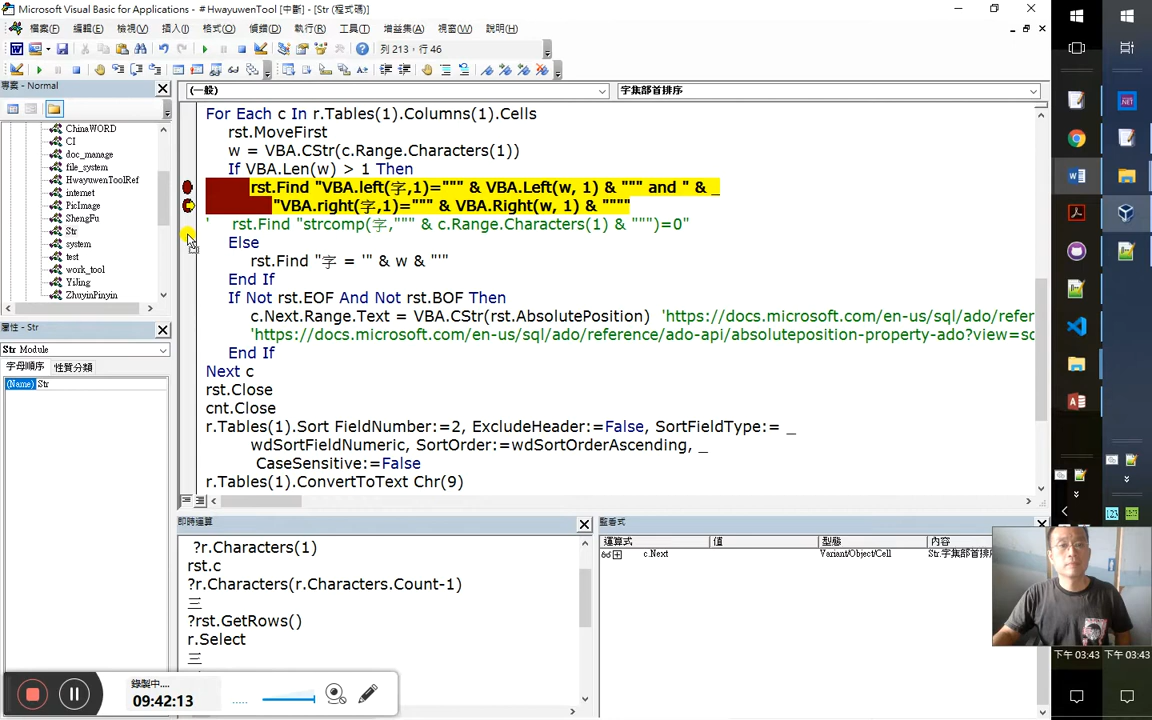 Microsoft Visual Basic for Applications - # HwayuwenTool [中斷] - [Str (程式碼)]
檔案(F) 編輯(E) 檢視(V) 插入(I) 格式(O) 偵錯(D) 執行(R) 工具(T) 增益集(A) 視窗(W) 說明(H)
列 213，行 46
專案 - Normal
ChinaWORD
CI
doc_manage
file_system
HwayuwenToolRef
internet
PicImage
ShengFu
Str
system
test
work_tool
YiJing
ZhuyinPinyin
屬性 - Str
Str Module
字母順序 性質分類
(Name) Str
(一般) 字集部首排序
For Each c In r.Tables(1).Columns(1).Cells
rst.MoveFirst
w = VBA.CStr(c.Range.Characters(1))
If VBA.Len(w) > 1 Then
rst.Find "VBA.left(字,1)=""" & VBA.Left(w, 1) & """ and " & _
"VBA.right(字,1)=""" & VBA.Right(w, 1) & """"
' rst.Find "strcomp(字,""" & c.Range.Characters(1) & """)=0"
Else
rst.Find "字 = '" & w & "'"
End If
If Not rst.EOF And Not rst.BOF Then
c.Next.Range.Text = VBA.CStr(rst.AbsolutePosition) 'https://docs.microsoft.com/en-us/sql/ado/refer
'https://docs.microsoft.com/en-us/sql/ado/reference/ado-api/absoluteposition-property-ado?view=sc
End If
Next c
rst.Close
cnt.Close
r.Tables(1).Sort FieldNumber:=2, ExcludeHeader:=False, SortFieldType:= _
wdSortFieldNumeric, SortOrder:=wdSortOrderAscending, _
CaseSensitive:=False
r.Tables(1).ConvertToText Chr(9)
即時運算
?r.Characters(1)
rst.c
?r.Characters(r.Characters.Count-1)
三
?rst.GetRows()
r.Select
三
監看式
運算式 值 型態 內容
c.Next Variant/Object/Cell Str.字集部首排
錄製中....
09:42:13
下午 03:43 下午 03:43